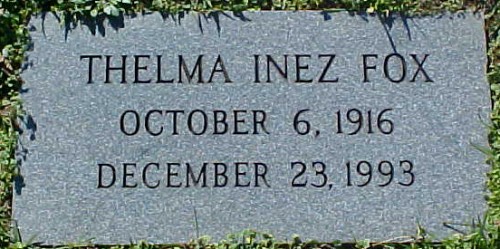 THELMA INEZ FOX
OCTOBER 6, 1916
DECEMBER 23, 1993